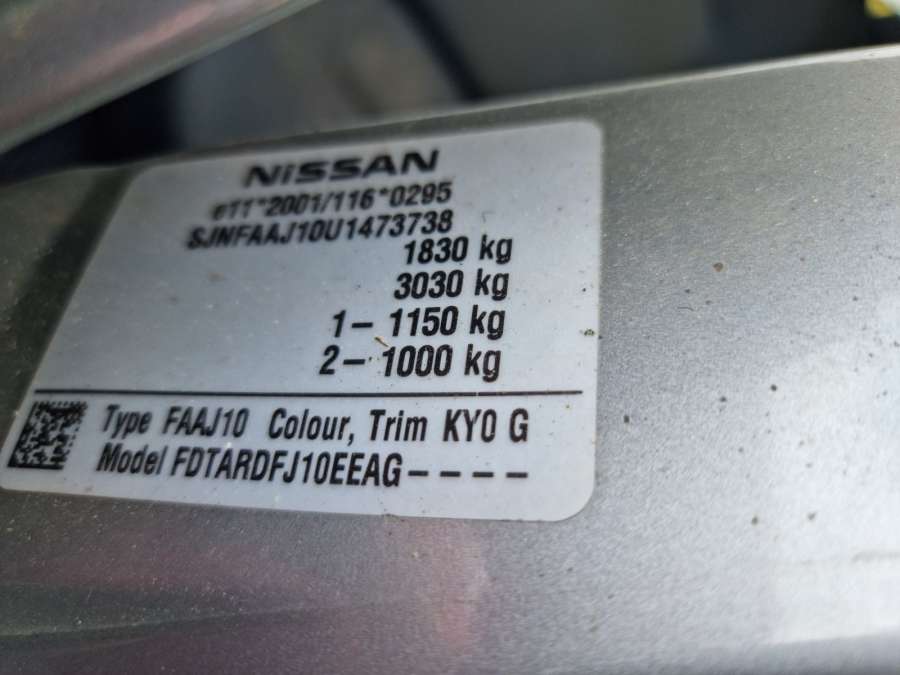 NISSAN
e11*2001/116*0295
SJNFAAJ10U1473738
1830 kg
3030 kg
1– 1150 kg
2– 1000 kg
Type FAAJ10 Colour, Trim KY0 G
Model FDTARDFJ10EEAG––––